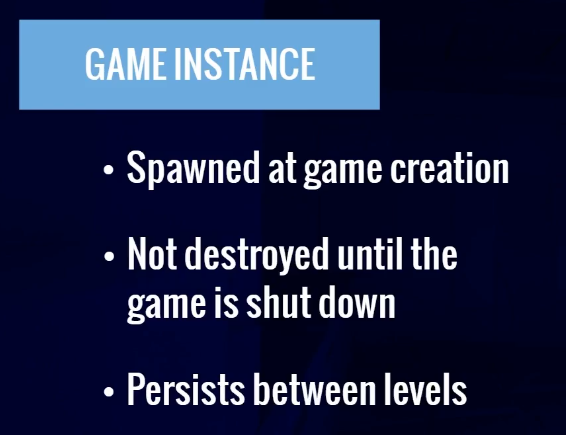 GAME INSTANCE
• Spawned at game creation
• Not destroyed until the
game is shut down
• Persists between levels